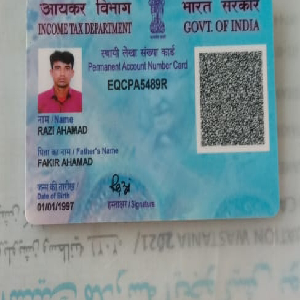 आयकर विभाग
INCOME TAX DEPARTMENT
भारत सरकार
GOVT. OF INDIA
स्थायी लेखा संख्या कार्ड
Permanent Account Number Card
EQCPA5489R
नाम / Name
RAZI AHAMAD
पिता का नाम / Father's Name
FAKIR AHAMAD
जन्म की तारीख
Date of Birth
01/01/1997
हस्ताक्षर / Signature